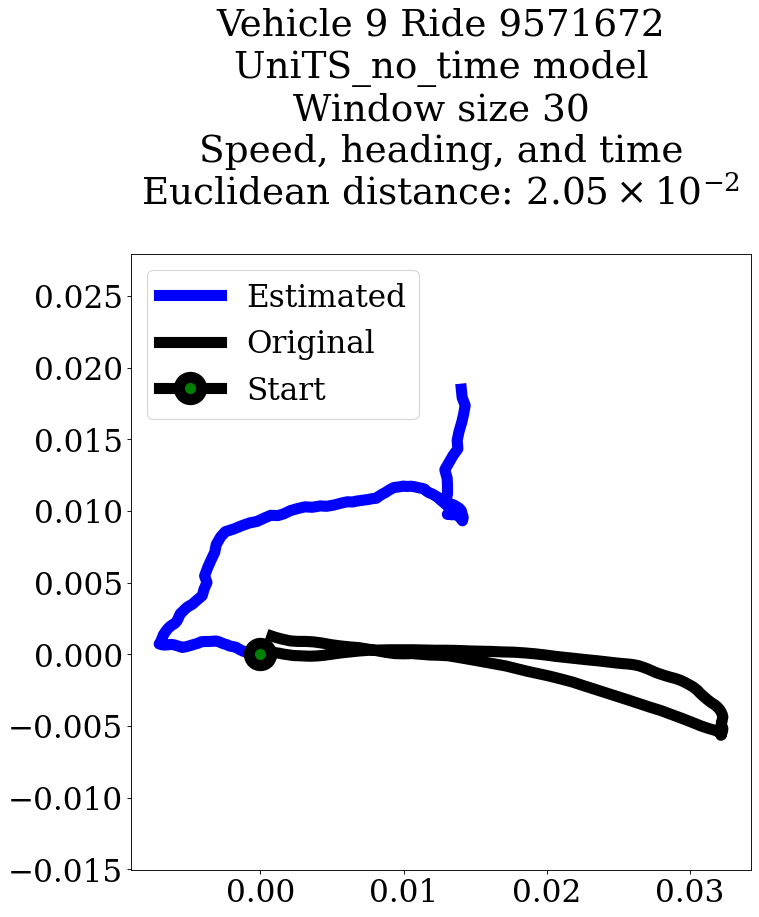 Vehicle 9 Ride 9571672
UniTS_no_time model
Window size 30
Speed, heading, and time
Euclidean distance: 2.05 × 10⁻²
Estimated
Original
Start
0.025
0.020
0.015
0.010
0.005
0.000
−0.005
−0.010
−0.015
0.00 0.01 0.02 0.03